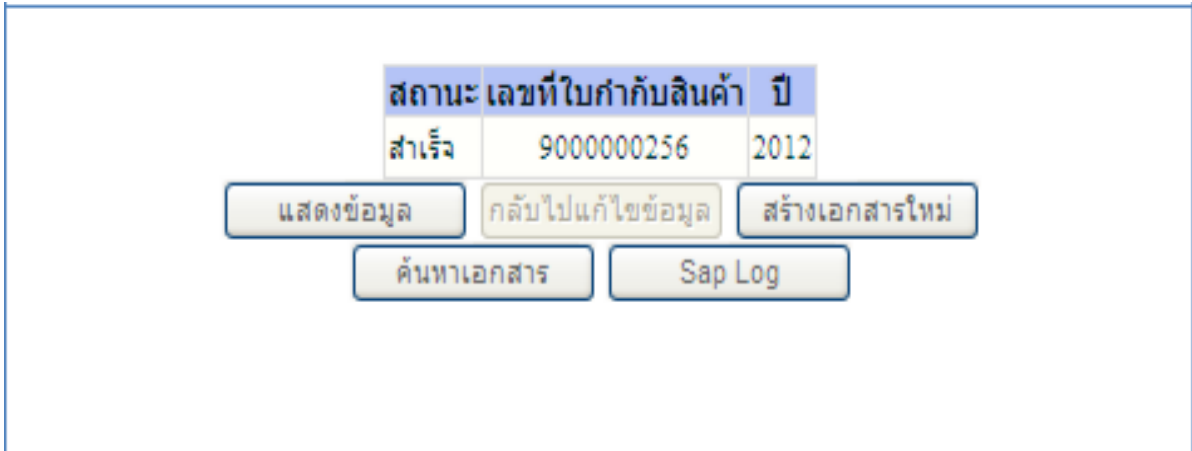 สถานะ เลขที่ใบกำกับสินค้า ปี
สำเร็จ 9000000256 2012
แสดงข้อมูล กลับไปแก้ไขข้อมูล สร้างเอกสารใหม่
ค้นหาเอกสาร Sap Log